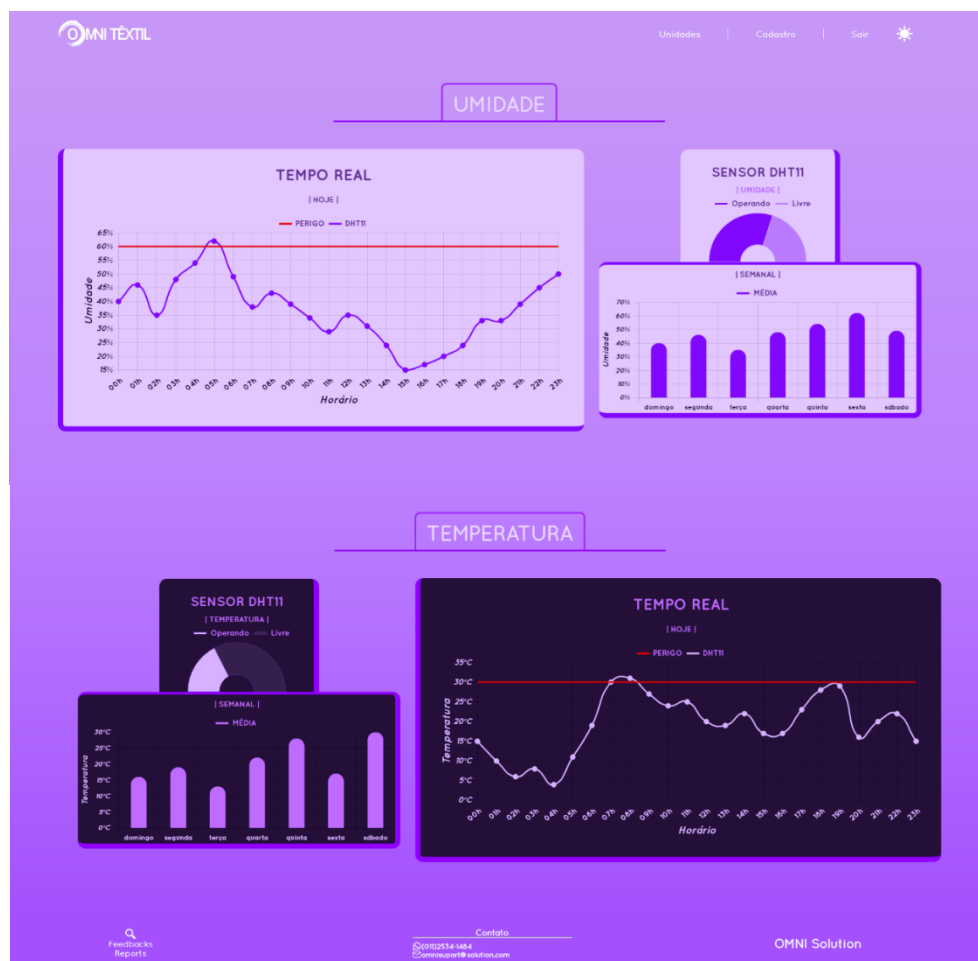 OMNI TÊXTIL
Unidades | Cadastro | Sair
UMIDADE
TEMPO REAL
| HOJE |
PERIGO DHT11
65%
60%
55%
50%
45%
40%
35%
30%
25%
20%
15%
Umidade
00h 01h 02h 03h 04h 05h 06h 07h 08h 09h 10h 11h 12h 13h 14h 15h 16h 17h 18h 19h 20h 21h 22h 23h
Horário
SENSOR DHT11
| UMIDADE |
Operando Livre
| SEMANAL |
MÉDIA
70%
60%
50%
40%
30%
20%
10%
0%
Umidade
domingo segunda terça quarta quinta sexta sábado
TEMPERATURA
SENSOR DHT11
| TEMPERATURA |
Operando Livre
| SEMANAL |
MÉDIA
30°C
25°C
20°C
15°C
10°C
5°C
0°C
Temperatura
domingo segunda terça quarta quinta sexta sábado
TEMPO REAL
| HOJE |
PERIGO DHT11
35°C
30°C
25°C
20°C
15°C
10°C
5°C
0°C
Temperatura
00h 01h 02h 03h 04h 05h 06h 07h 08h 09h 10h 11h 12h 13h 14h 15h 16h 17h 18h 19h 20h 21h 22h 23h
Horário
Feedbacks
Reports
Contato
(011)2534-1484
omnisuport@solution.com
OMNI Solution